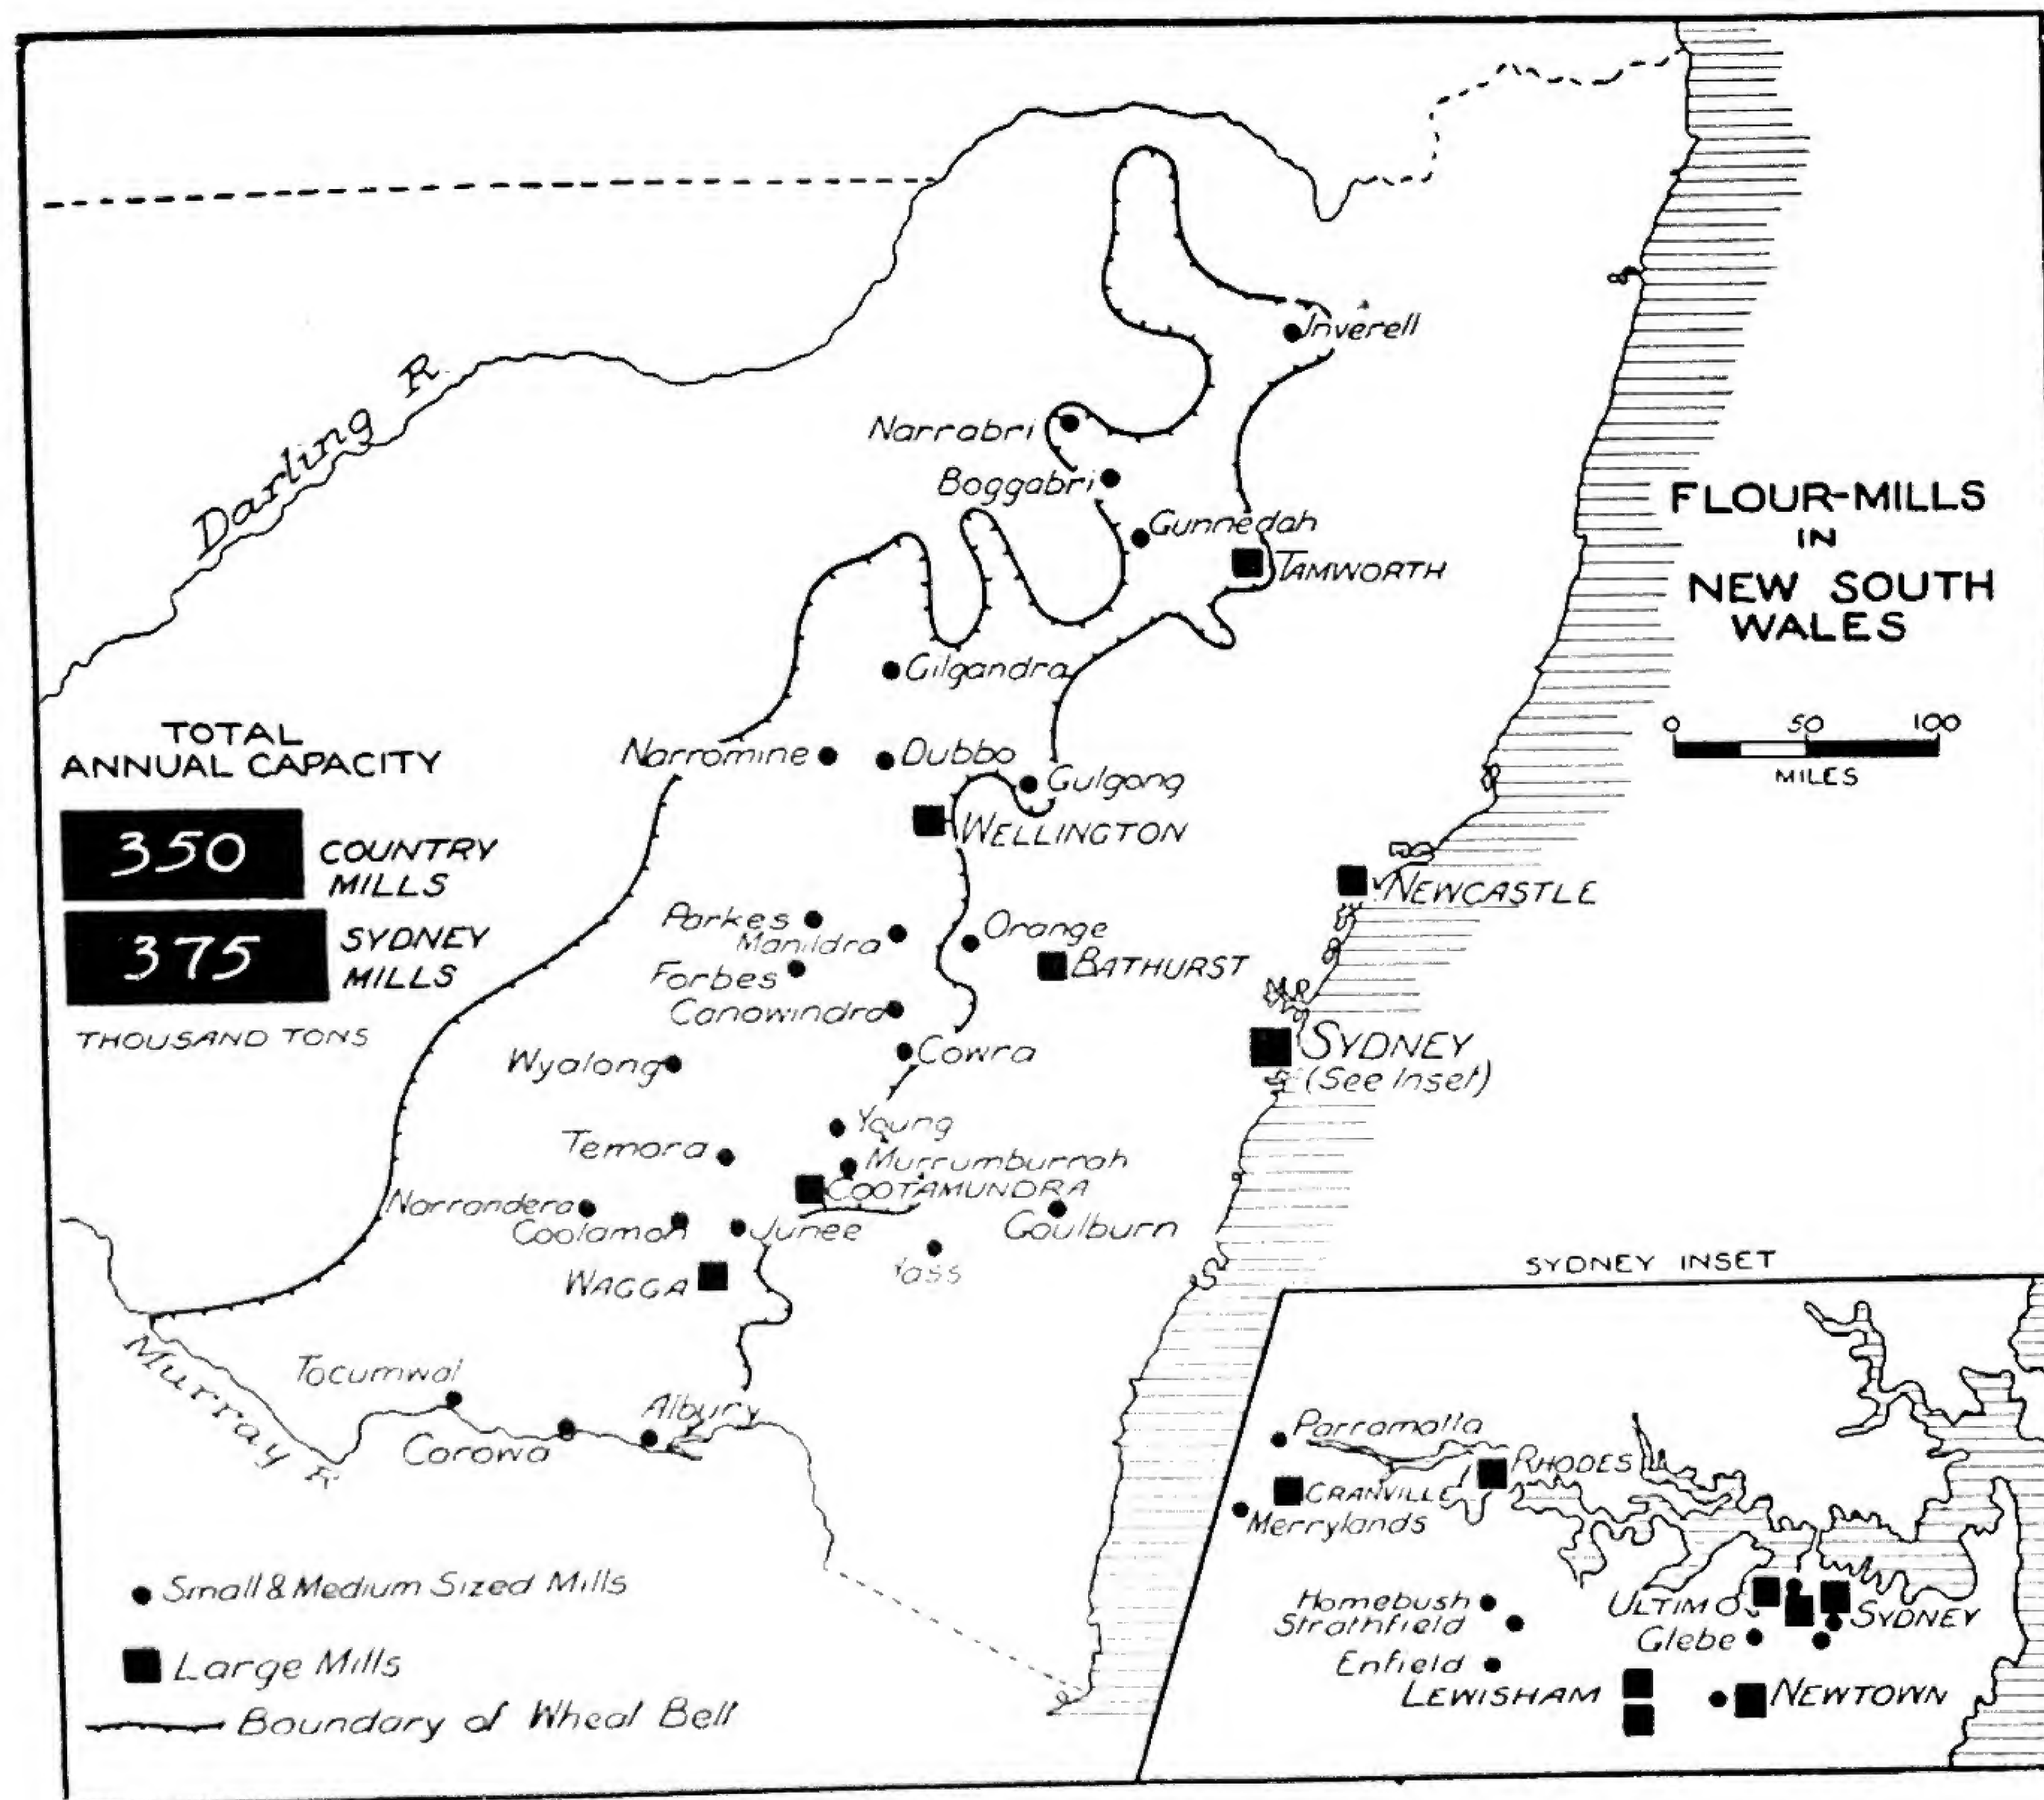 Darling R.
Inverell
Narrabri
Boggabri
Gunnedah
TAMWORTH
FLOUR-MILLS
IN
NEW SOUTH
WALES
0 50 100
MILES
Gilgandra
TOTAL
ANNUAL CAPACITY
350
COUNTRY
MILLS
375
SYDNEY
MILLS
THOUSAND TONS
Narromine
Dubbo
Gulgong
WELLINGTON
NEWCASTLE
Parkes
Manildra
Orange
Forbes
BATHURST
Canowindra
SYDNEY
(See Inset)
Wyalong
Cowra
Young
Temora
Murrumburrah
COOTAMUNDRA
Narrandera
Coolamon
Junee
Goulburn
Yass
WAGGA
Murray R.
Tocumwal
Corowa
Albury
Small & Medium Sized Mills
Large Mills
Boundary of Wheat Belt
SYDNEY INSET
Parramatta
RHODES
GRANVILLE
Merrylands
Homebush
Strathfield
ULTIMO
SYDNEY
Glebe
Enfield
LEWISHAM
NEWTOWN